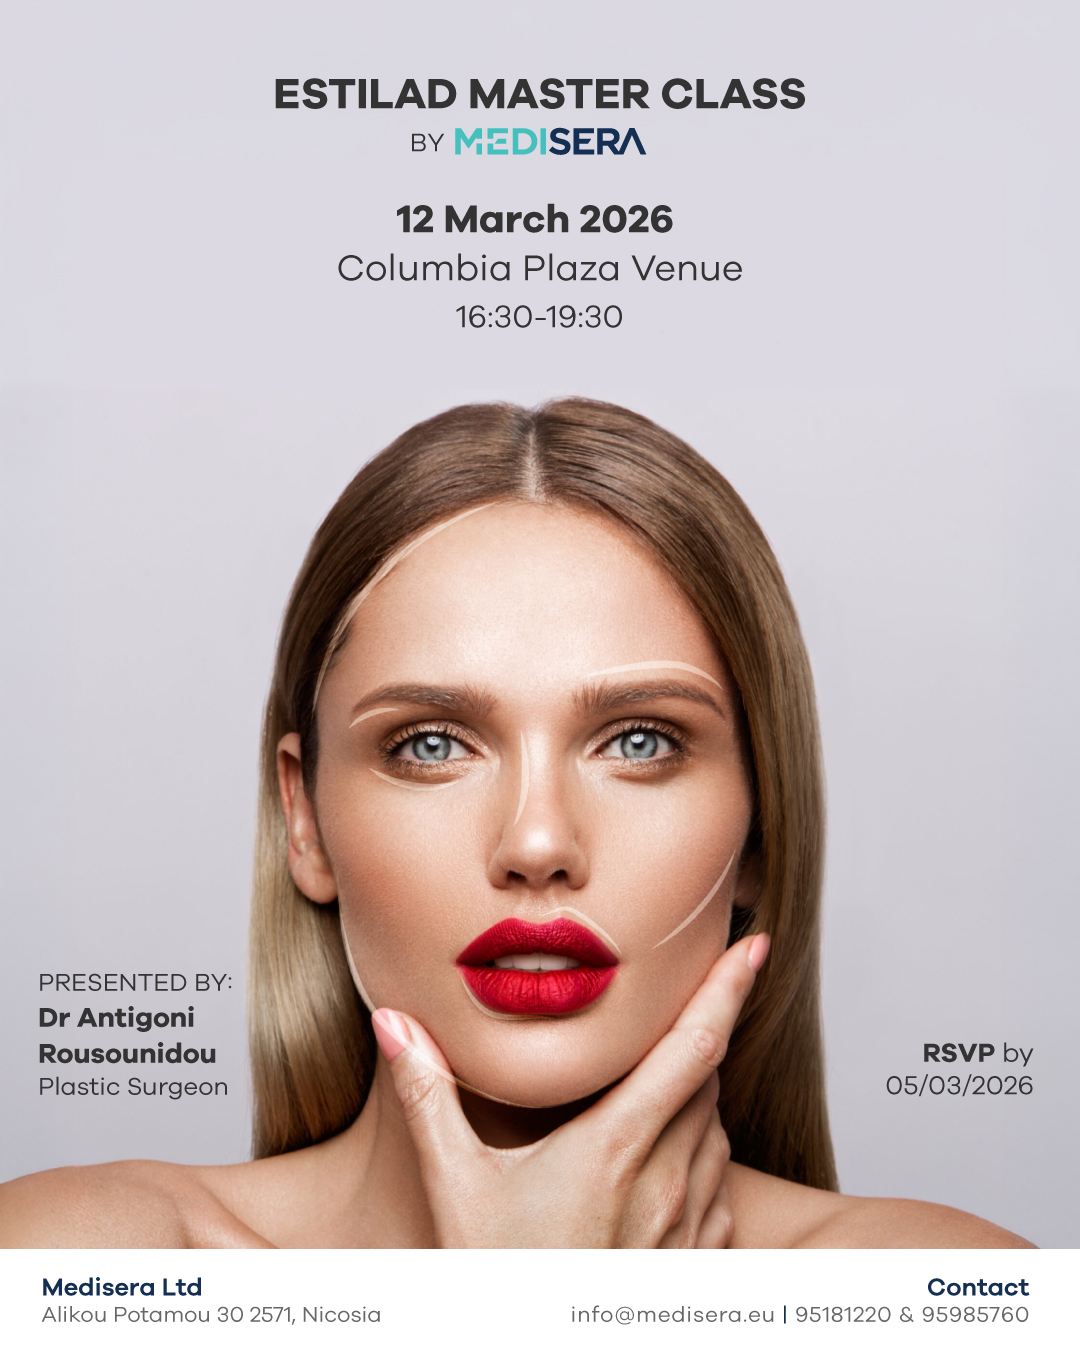 ESTILAD MASTER CLASS
BY MEDISERA
12 March 2026
Columbia Plaza Venue
16:30-19:30
PRESENTED BY:
Dr Antigoni
Rousounidou
Plastic Surgeon
RSVP by
05/03/2026
Medisera Ltd
Alikou Potamou 30 2571, Nicosia
Contact
info@medisera.eu | 95181220 & 95985760